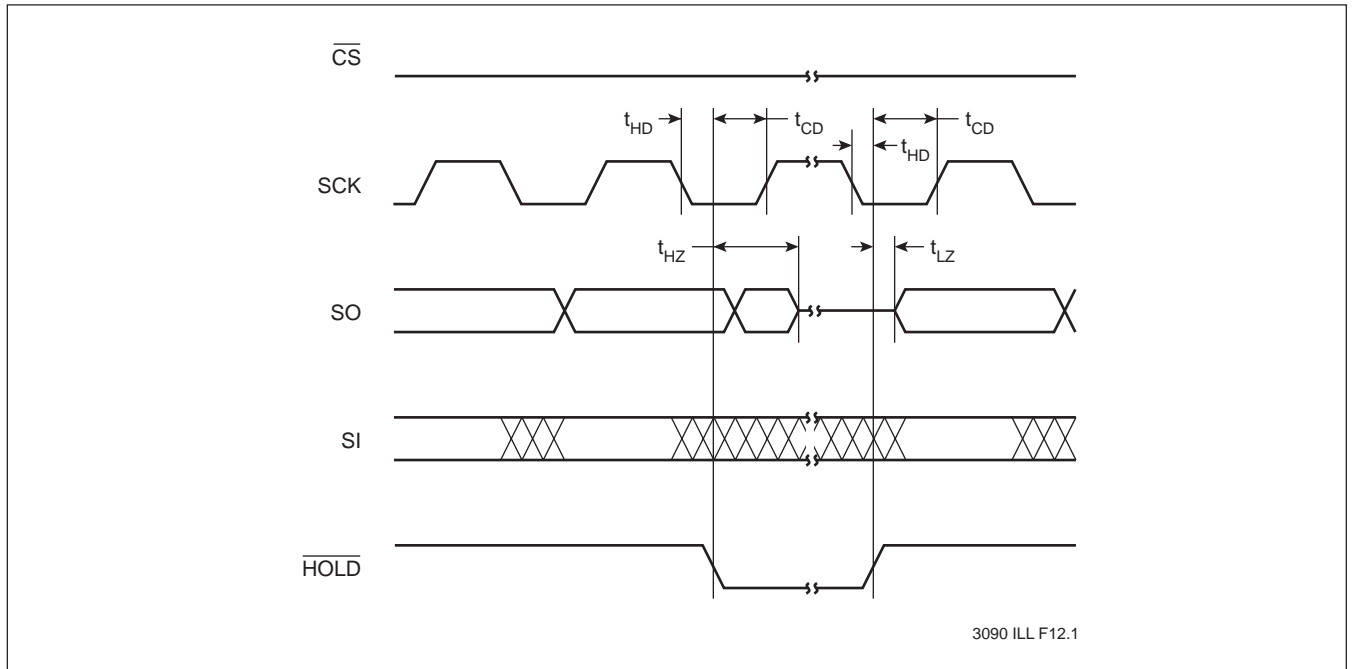 CS
tHD
tCD
tCD
tHD
SCK
tHZ
tLZ
SO
SI
HOLD
3090 ILL F12.1